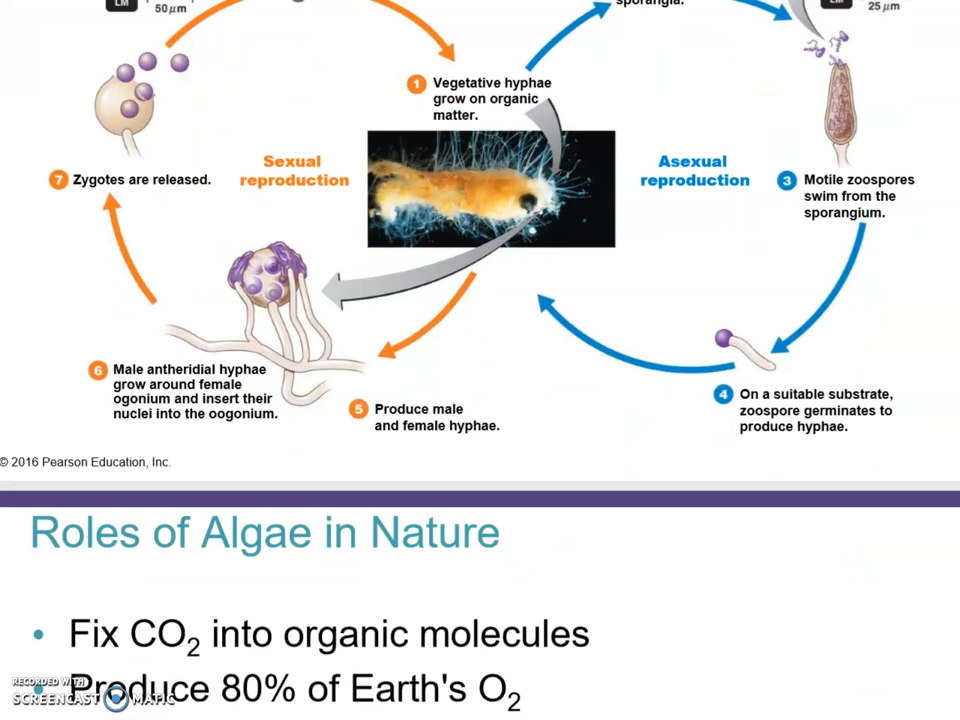 LM
50 μm
sporangia.
LM
25 μm
1 Vegetative hyphae
grow on organic
matter.
Sexual
reproduction
Asexual
reproduction
7 Zygotes are released.
3 Motile zoospores
swim from the
sporangium.
6 Male antheridial hyphae
grow around female
ogonium and insert their
nuclei into the oogonium.
5 Produce male
and female hyphae.
4 On a suitable substrate,
zoospore germinates to
produce hyphae.
© 2016 Pearson Education, Inc.
Roles of Algae in Nature
• Fix CO2 into organic molecules
• Produce 80% of Earth's O2
RECORDED WITH
SCREENCAST MATIC